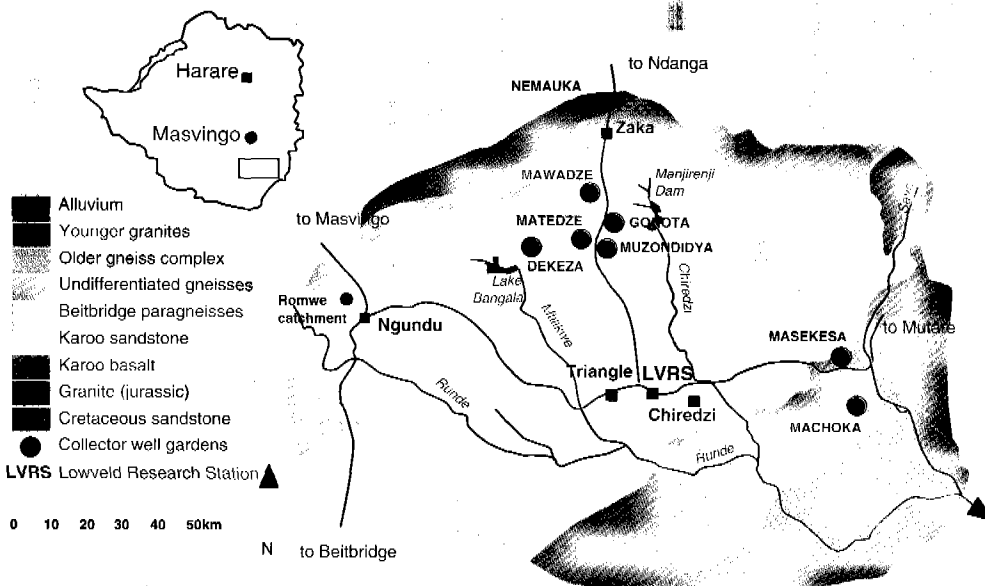 Harare
Masvingo
Alluvium
Younger granites
Older gneiss complex
Undifferentiated gneisses
Beitbridge paragneisses
Karoo sandstone
Karoo basalt
Granite (jurassic)
Cretaceous sandstone
Collector well gardens
LVRS Lowveld Research Station
0 10 20 30 40 50km
N
to Beitbridge
to Masvingo
Romwe
catchment
Ngundu
to Ndanga
NEMAUKA
Zaka
MAWADZE
Manjirenji
Dam
MATEDZE
GOKOTA
MUZONDIDYA
DEKEZA
Lake
Bangala
Chiredzi
Runde
Triangle
LVRS
Chiredzi
Runde
MASEKESA
MACHOKA
to Mutare